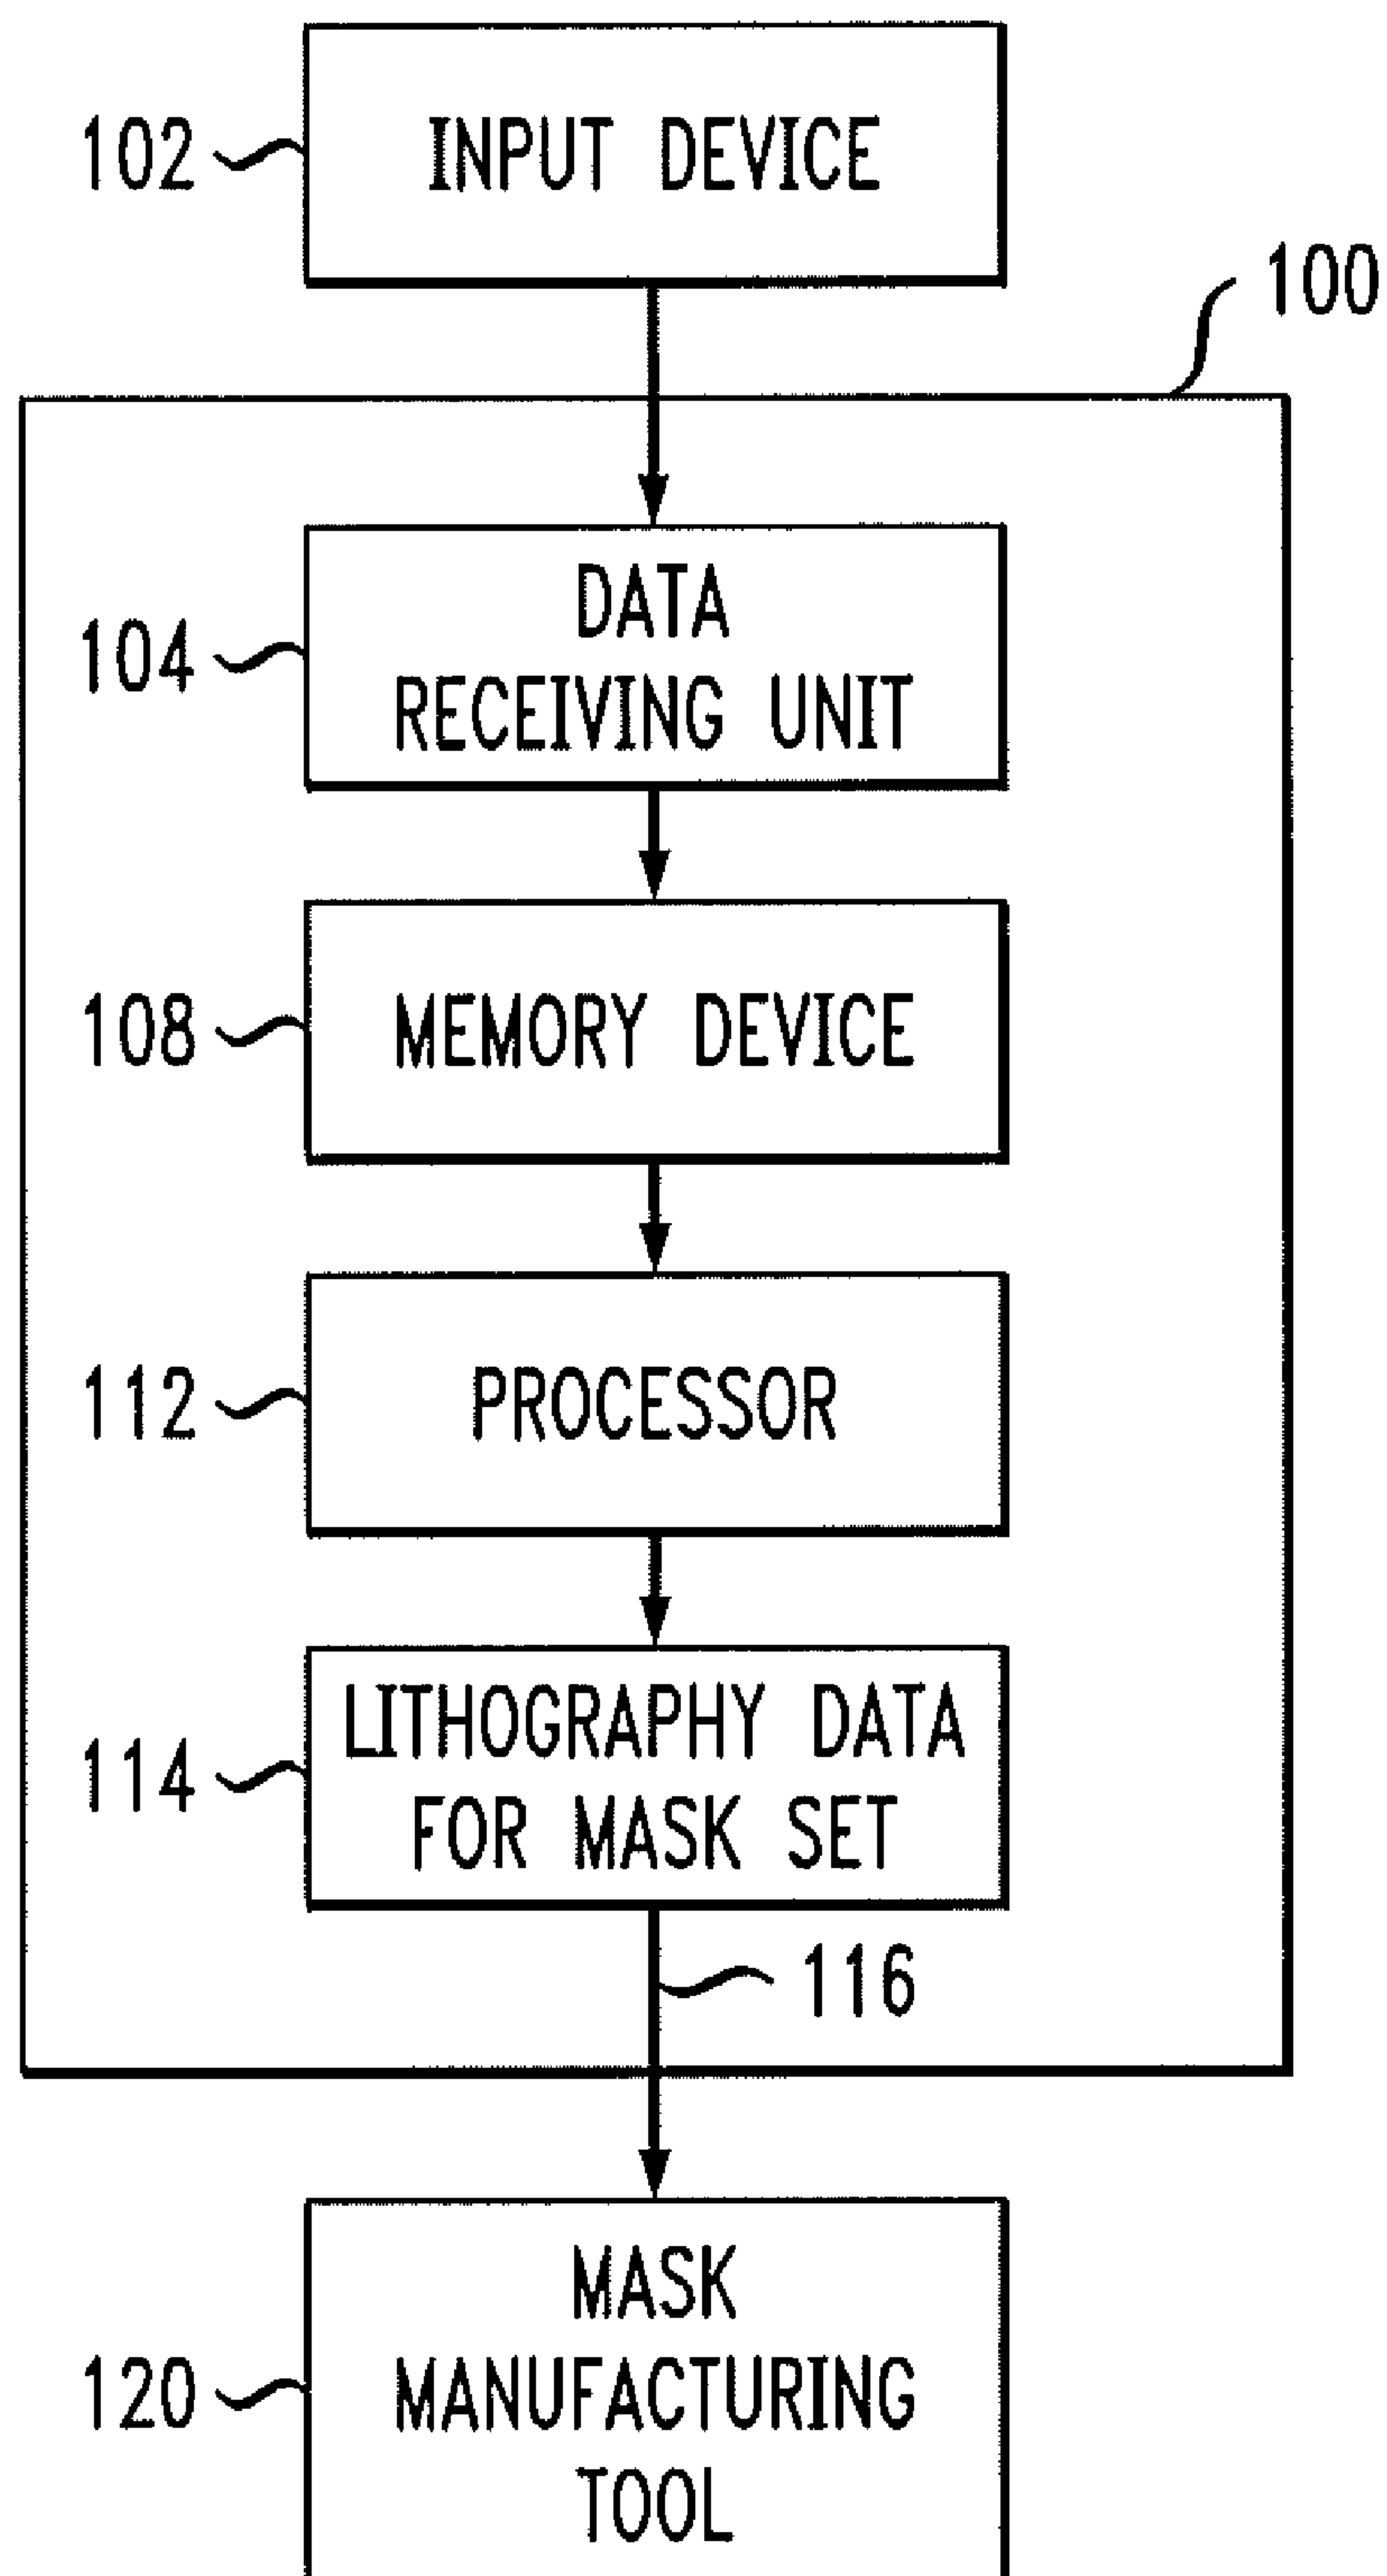 102
INPUT DEVICE
100
104
DATA
RECEIVING UNIT
108
MEMORY DEVICE
112
PROCESSOR
114
LITHOGRAPHY DATA
FOR MASK SET
116
120
MASK
MANUFACTURING
TOOL